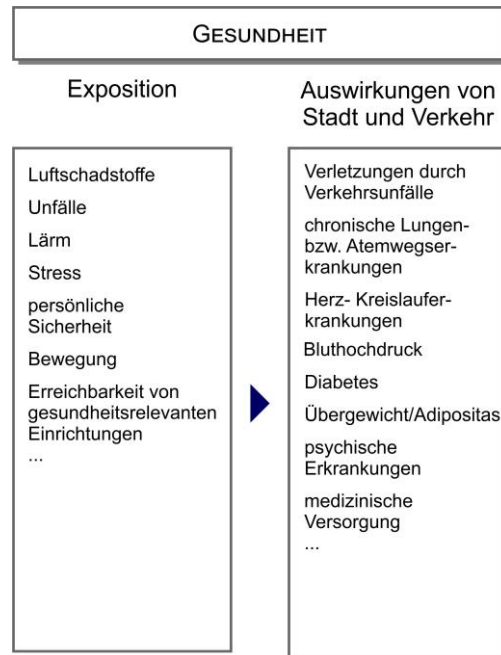 GESUNDHEIT
Exposition
Luftschadstoffe
Unfälle
Lärm
Stress
persönliche
Sicherheit
Bewegung
Erreichbarkeit von
gesundheitsrelevanten
Einrichtungen
...
Auswirkungen von
Stadt und Verkehr
Verletzungen durch
Verkehrsunfälle
chronische Lungen-
bzw. Atemwegser-
krankungen
Herz- Kreislaufer-
krankungen
Bluthochdruck
Diabetes
Übergewicht/Adipositas
psychische
Erkrankungen
medizinische
Versorgung
...